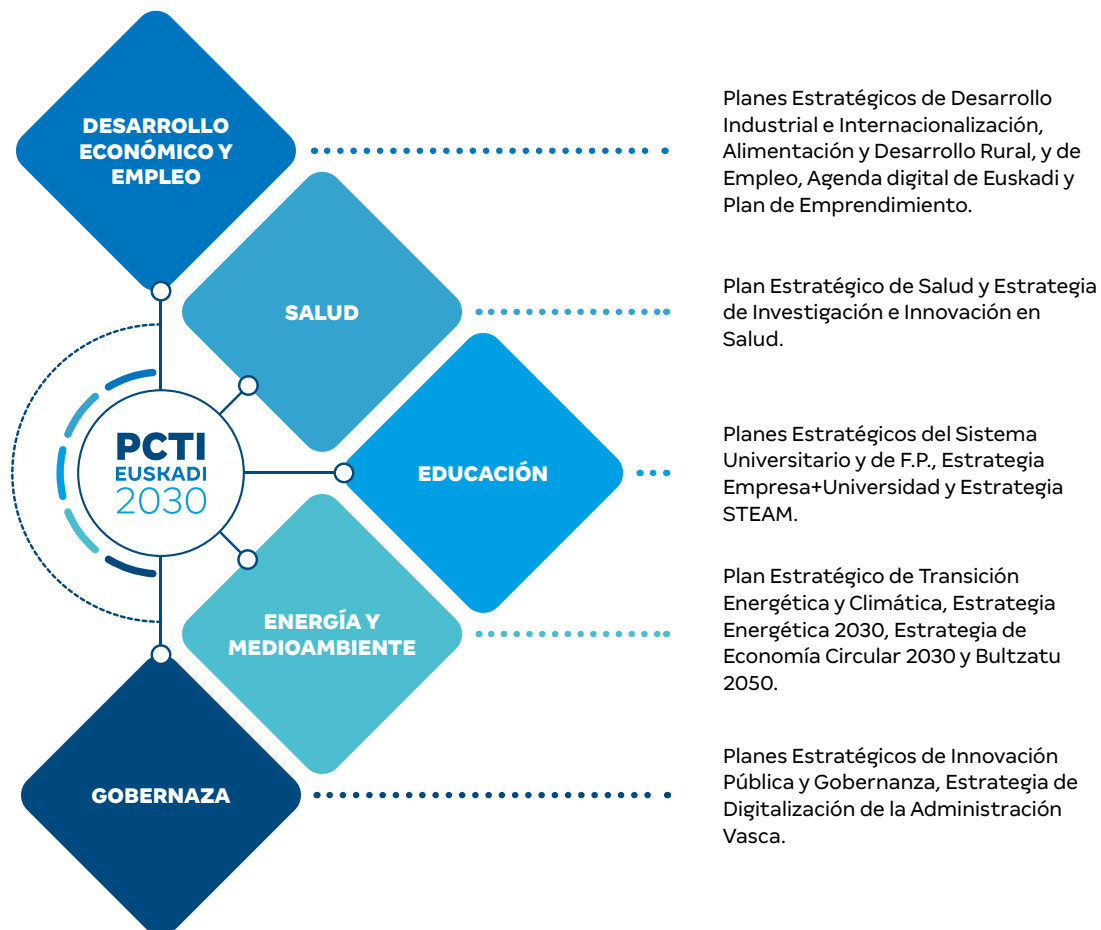 DESARROLLO
ECONÓMICO Y
EMPLEO
Planes Estratégicos de Desarrollo
Industrial e Internacionalización,
Alimentación y Desarrollo Rural, y de
Empleo, Agenda digital de Euskadi y
Plan de Emprendimiento.
SALUD
Plan Estratégico de Salud y Estrategia
de Investigación e Innovación en
Salud.
PCTI
EUSKADI
2030
EDUCACIÓN
Planes Estratégicos del Sistema
Universitario y de F.P., Estrategia
Empresa+Universidad y Estrategia
STEAM.
ENERGÍA Y
MEDIOAMBIENTE
Plan Estratégico de Transición
Energética y Climática, Estrategia
Energética 2030, Estrategia de
Economía Circular 2030 y Bultzatu
2050.
GOBERNAZA
Planes Estratégicos de Innovación
Pública y Gobernanza, Estrategia de
Digitalización de la Administración
Vasca.